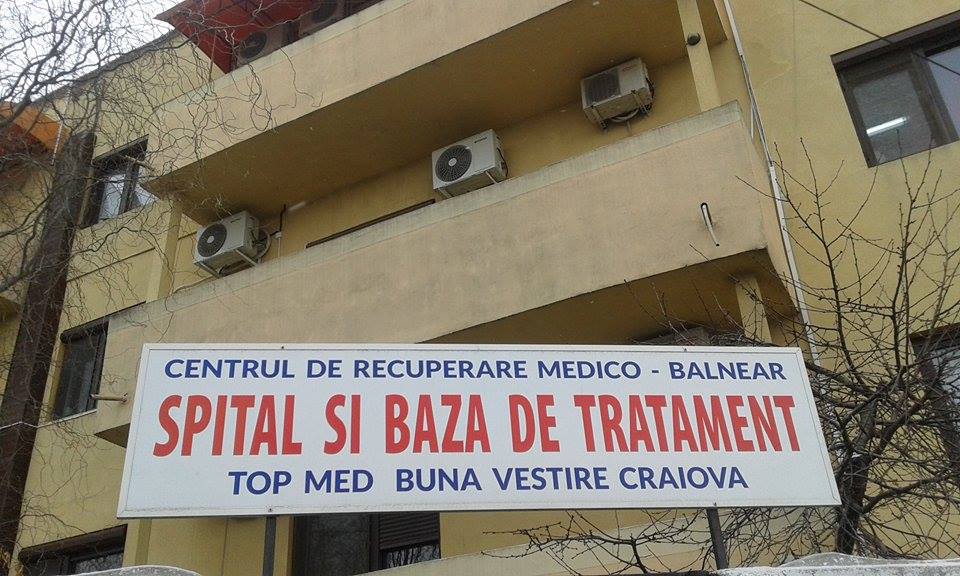 CENTRUL DE RECUPERARE MEDICO - BALNEAR
SPITAL SI BAZA DE TRATAMENT
TOP MED BUNA VESTIRE CRAIOVA